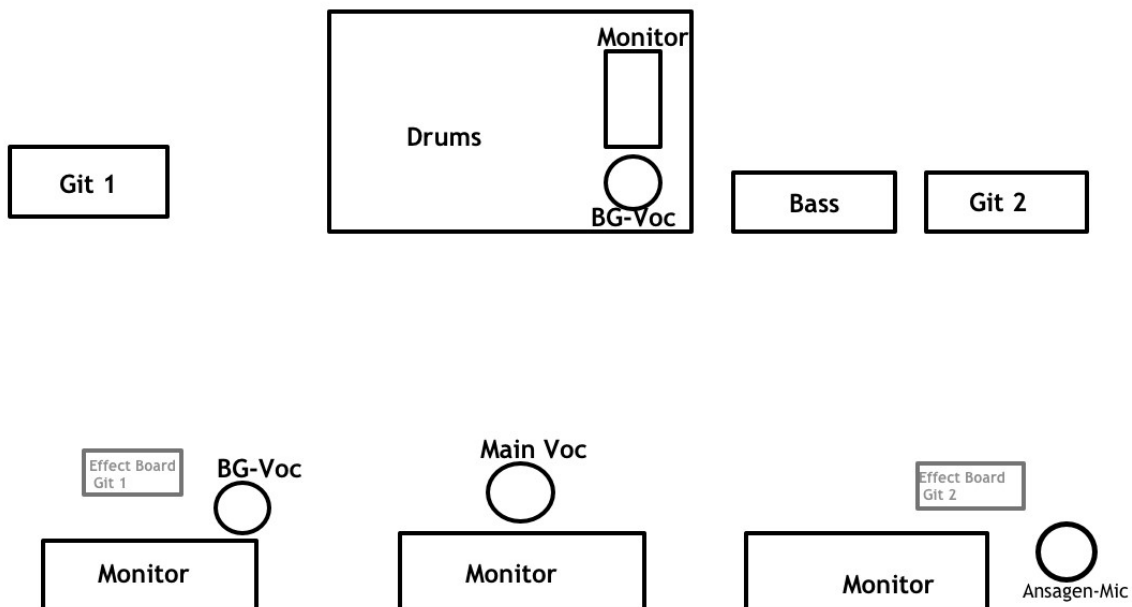 Monitor
Drums
Git 1
BG-Voc
Bass
Git 2
Effect Board
Git 1
BG-Voc
Main Voc
Effect Board
Git 2
Monitor
Monitor
Monitor
Ansagen-Mic